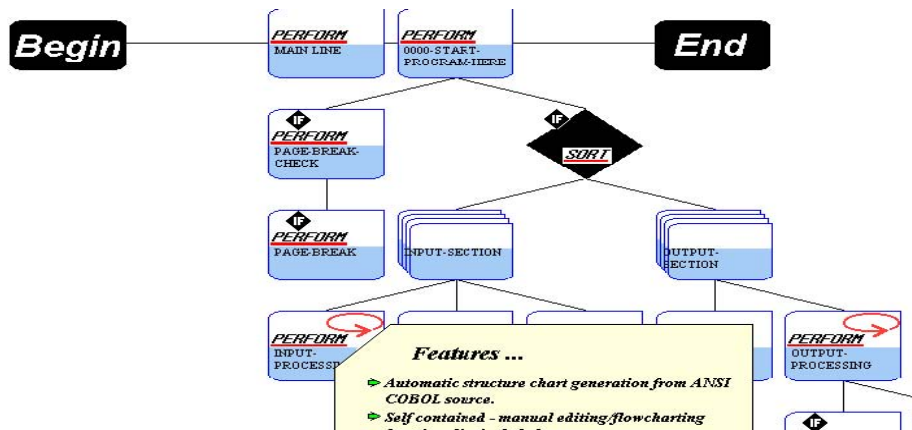 Begin
PERFORM
MAIN LINE
PERFORM
0000-START-
PROGRAM-HERE
End
IF
PERFORM
PAGE-BREAK-
CHECK
IF
SORT
IF
PERFORM
PAGE-BREAK
INPUT-SECTION
OUTPUT-
SECTION
PERFORM
INPUT-
PERFORM
OUTPUT-
PROCESSING
Features ...
Automatic structure chart generation from ANSI
COBOL source.
Self contained - manual editing/flowcharting
IF